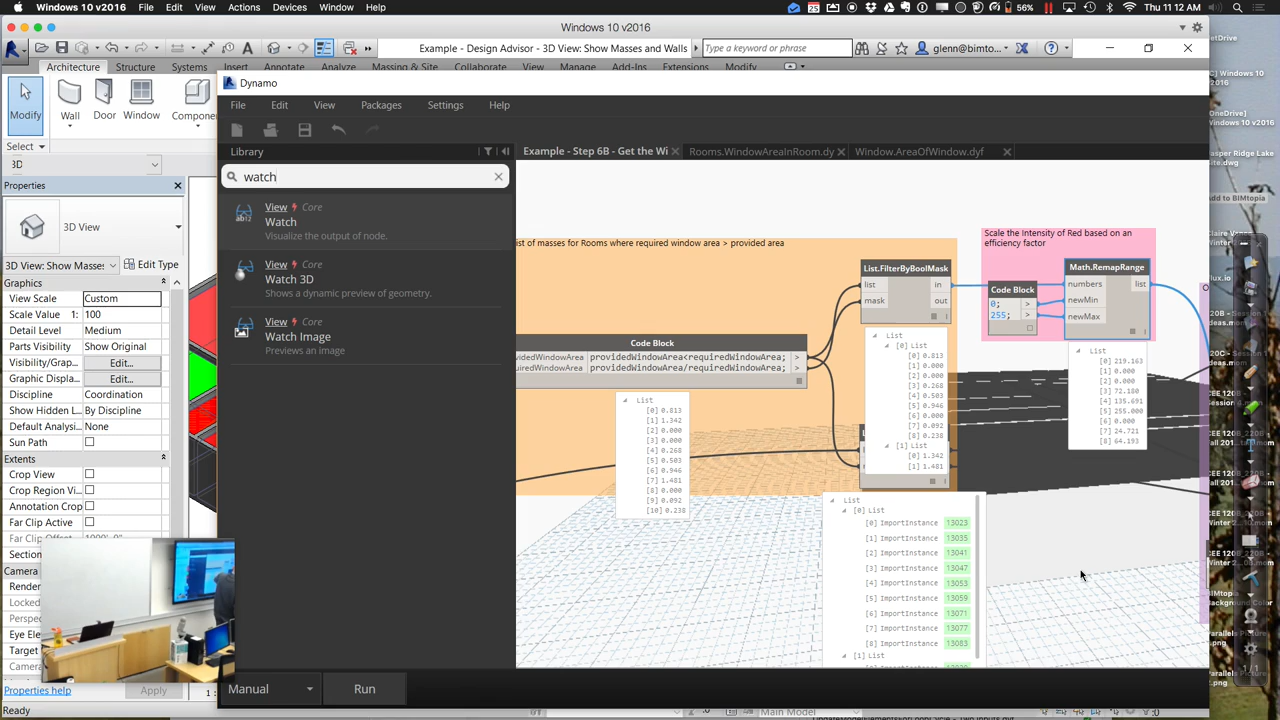 Actions Devices Window Help
Edit View
25
56%
Thu 11:12 AM
Windows 10 v2016
Example - Design Advisor - 3D View: Show Masses and Walls
Type a keyword or phrase
glenn@bimto...
Architecture Structure Systems Insert Annotate Analyze Massing & Site Collaborate View Manage Add-Ins Extensions Modify
Modify
Wall
Door
Window
Componen
Select
3D
Properties
3D View
3D View: Show Masses
Edit Type
Graphics
View Scale Custom
Scale Value 1: 100
Detail Level Medium
Parts Visibility Show Original
Visibility/Grap... Edit...
Graphic Displa... Edit...
Discipline Coordination
Show Hidden L... By Discipline
Default Analysi... None
Sun Path
Extents
Crop View
Crop Region Vi
Annotation Crop
Far Clip Active
Far Clip Offset
Section
Camera
Properties help
Apply
Ready
Dynamo
File Edit View Packages Settings Help
Library
watch
View Core
Watch
Visualize the output of node.
View Core
Watch 3D
Shows a dynamic preview of geometry.
View Core
Watch Image
Previews an image
Example - Step 6B - Get the Wi
Rooms.WindowAreaInRoom.dy
Window.AreaOfWindow.dyf
ist of masses for Rooms where required window area > provided area
Code Block
videdWindowArea providedWindowArea<requiredWindowArea; >
uiredWindowArea providedWindowArea/requiredWindowArea; >
List
[0] 0.813
[1] 1.342
[2] 0.000
[3] 0.000
[4] 0.268
[5] 0.503
[6] 0.946
[7] 1.481
[8] 0.000
[9] 0.092
[10] 0.238
List.FilterByBoolMask
list in
mask out
List
[0] List
[0] 0.813
[1] 0.000
[2] 0.000
[3] 0.268
[4] 0.503
[5] 0.946
[6] 0.000
[7] 0.092
[8] 0.238
[1] List
[0] 1.342
[1] 1.481
List
[0] List
[0] ImportInstance 13023
[1] ImportInstance 13035
[2] ImportInstance 13041
[3] ImportInstance 13047
[4] ImportInstance 13053
[5] ImportInstance 13059
[6] ImportInstance 13071
[7] ImportInstance 13077
[8] ImportInstance 13083
[1] List
Scale the Intensity of Red based on an
efficiency factor
Code Block
0; >
255; >
Math.RemapRange
numbers list
newMin
newMax
List
[0] 219.163
[1] 0.000
[2] 0.000
[3] 72.180
[4] 135.691
[5] 255.000
[6] 0.000
[7] 24.721
[8] 64.193
Manual
Run
Main Model
1/1